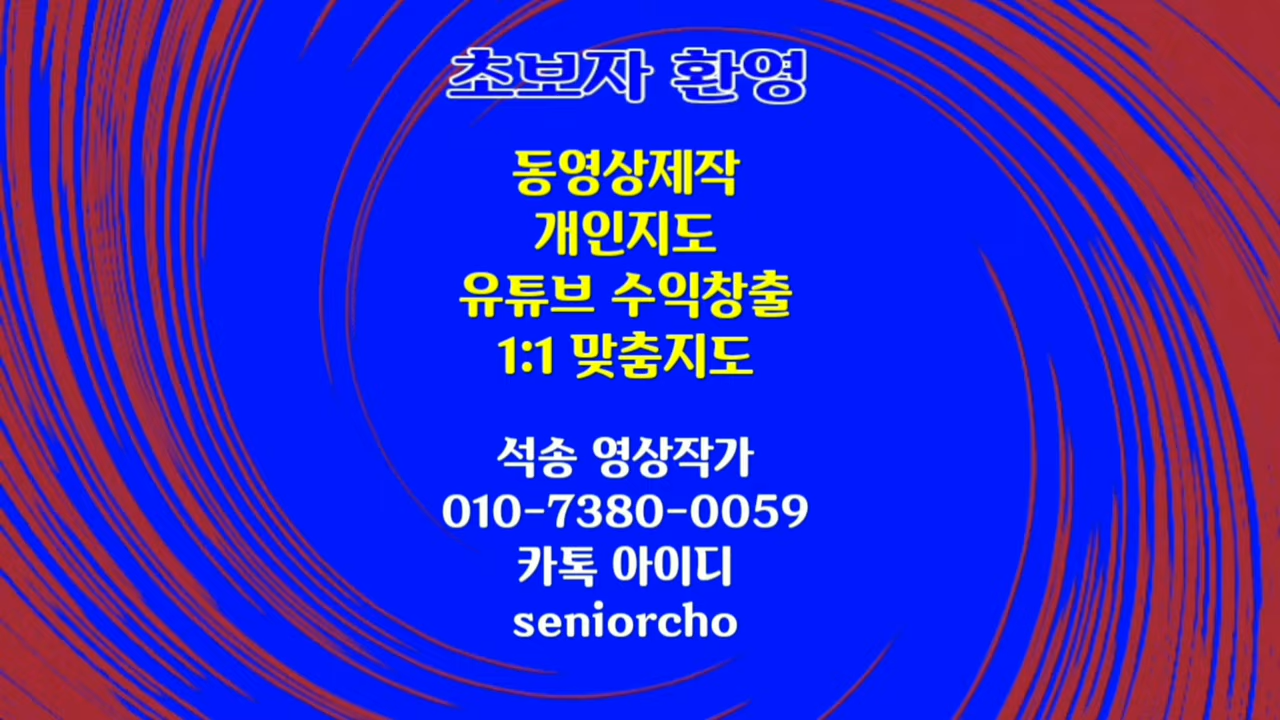 초보자 환영
동영상제작
개인지도
유튜브 수익창출
1:1 맞춤지도
석송 영상작가
010-7380-0059
카톡 아이디
seniorcho